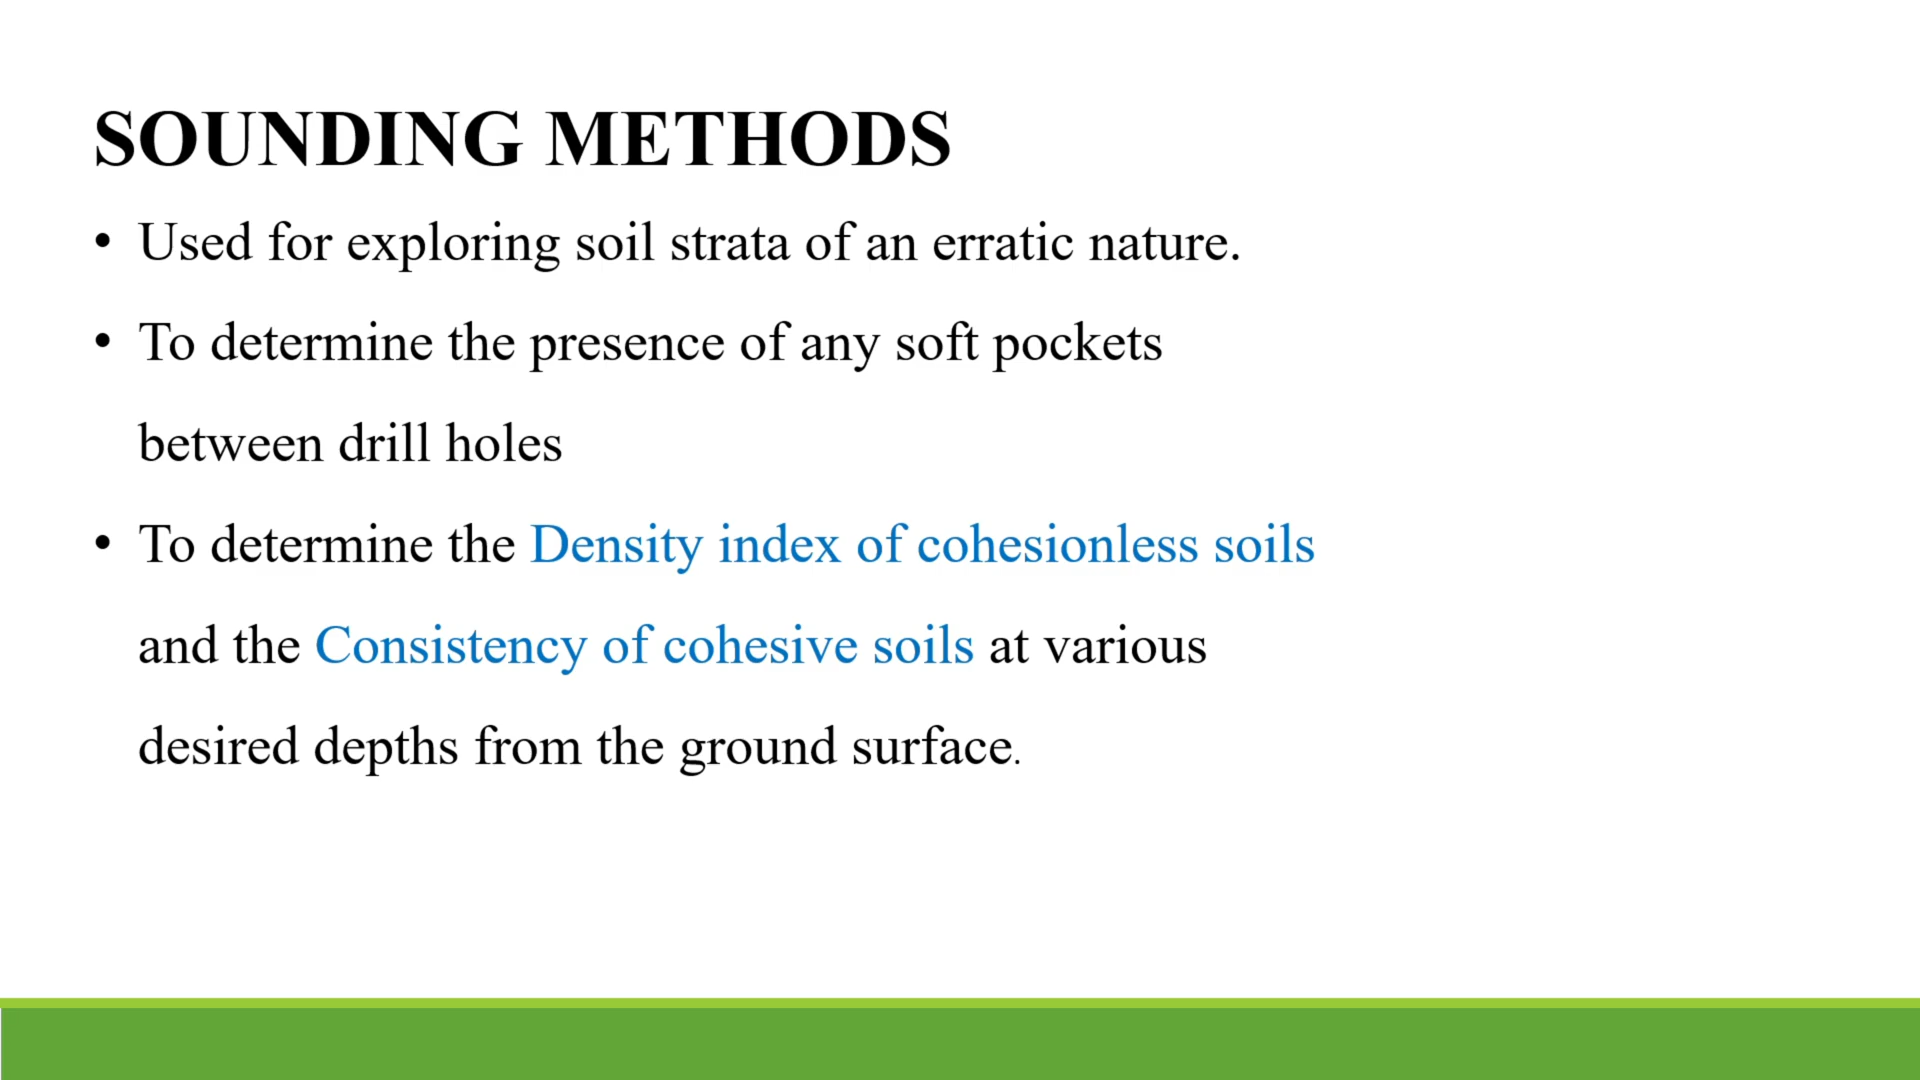 SOUNDING METHODS
• Used for exploring soil strata of an erratic nature.
• To determine the presence of any soft pockets
between drill holes
• To determine the Density index of cohesionless soils
and the Consistency of cohesive soils at various
desired depths from the ground surface.